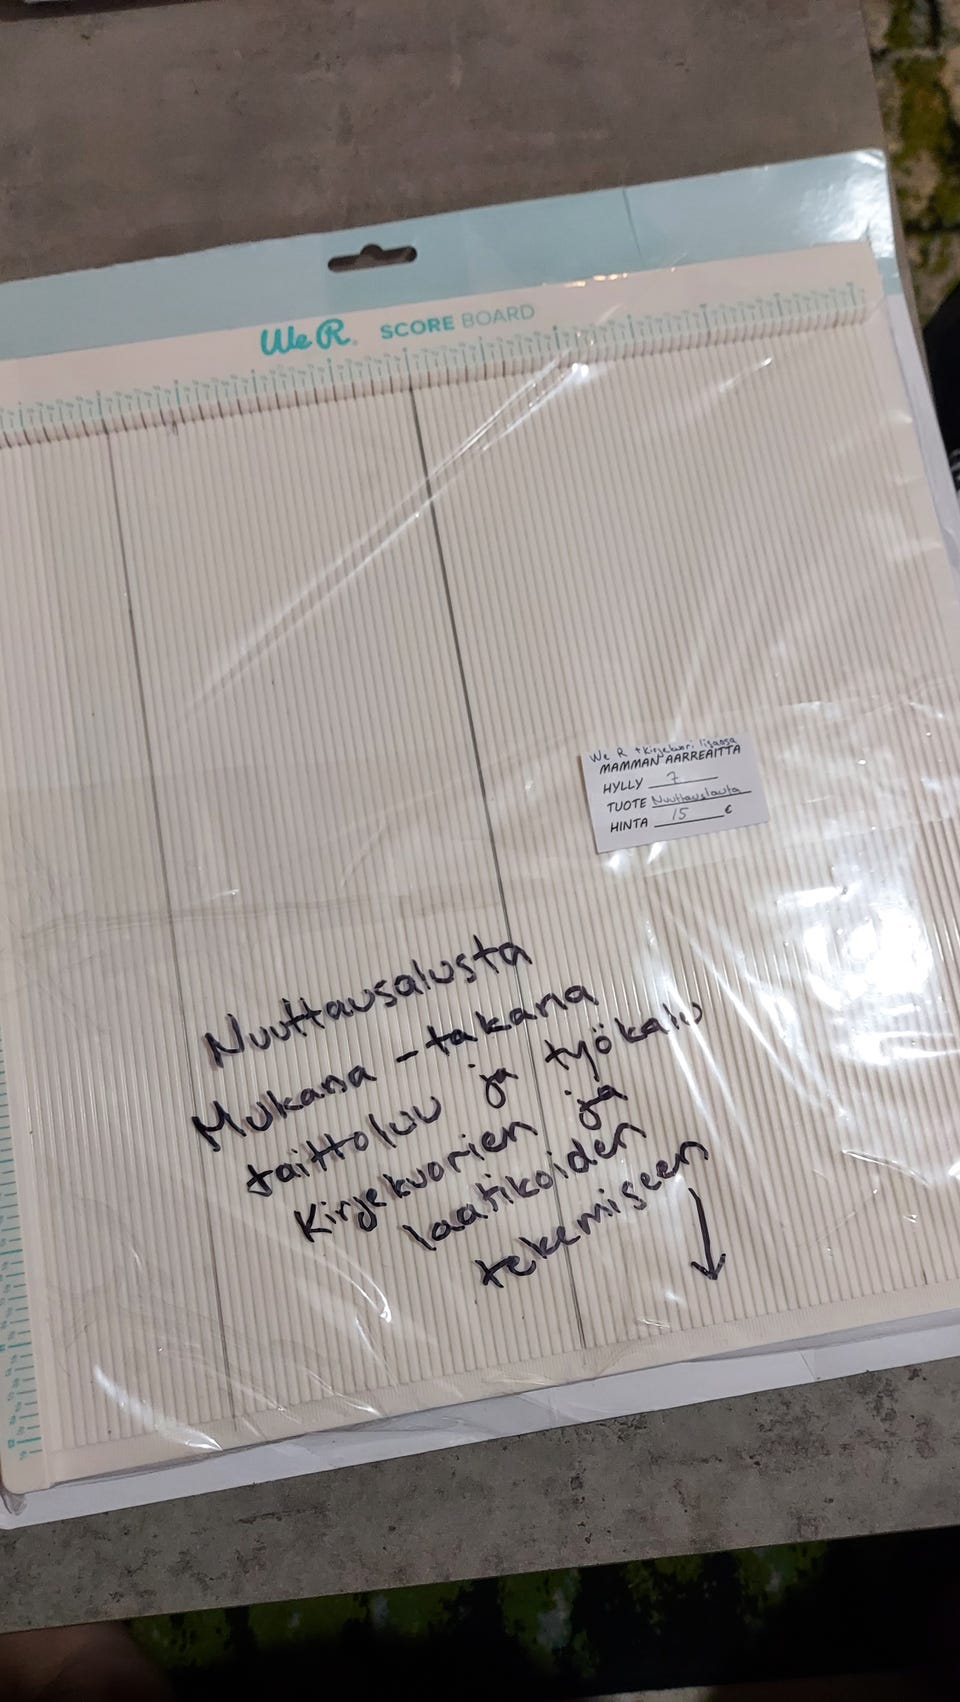 We R SCORE BOARD
We R + Kirjekuori lisäosa
MAMMAN AARREAITTA
HYLLY 7
TUOTE Nuuttauslauta
HINTA 15 €
Nuuttausalusta
Mukana - takana
taittoluu ja työkalu
Kirjekuorien ja
laatikoiden
tekemiseen